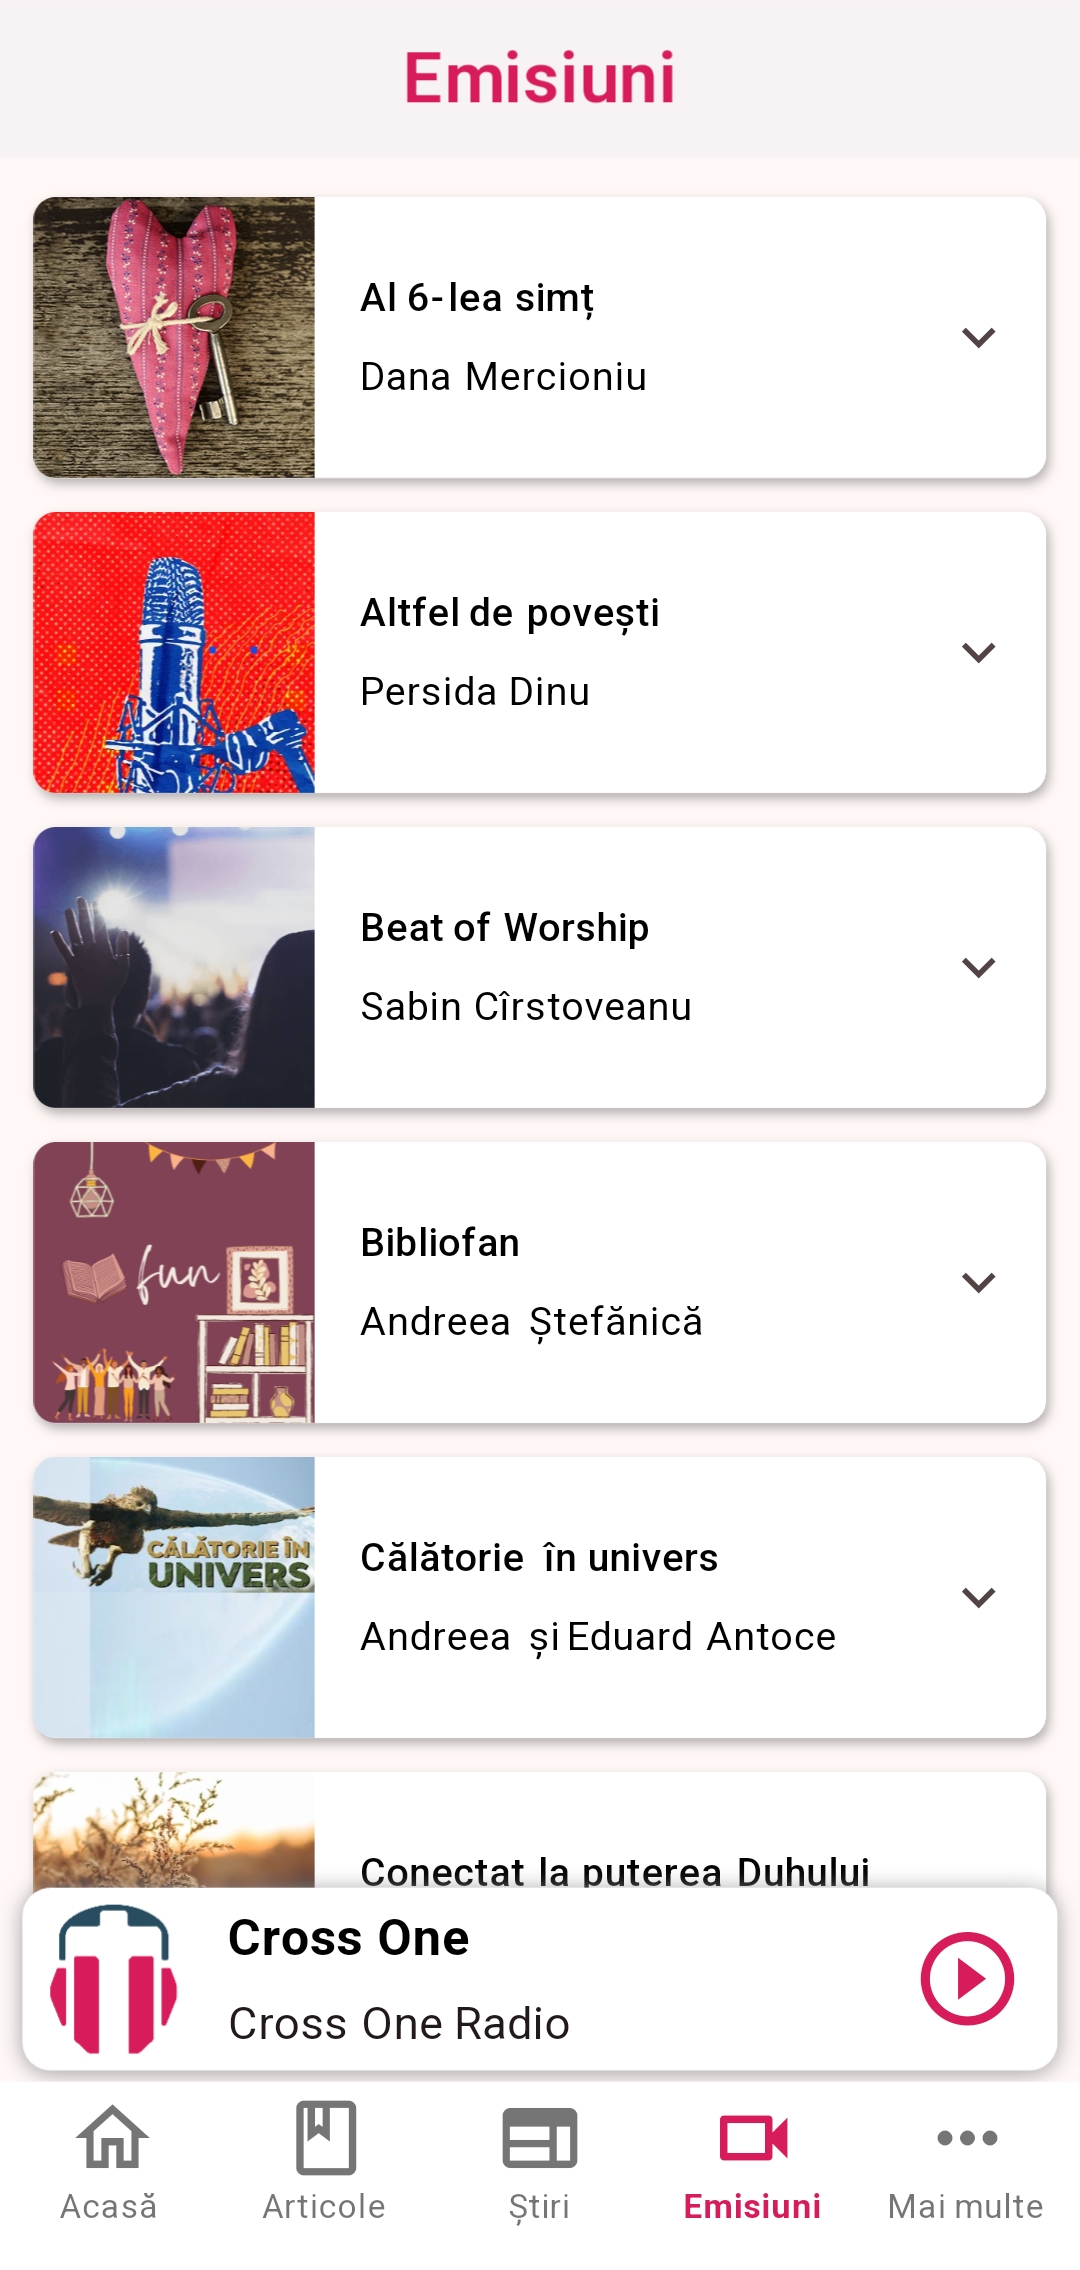 Emisiuni
Al 6-lea simț
Dana Mercioniu
Altfel de povești
Persida Dinu
Beat of Worship
Sabin Cîrstoveanu
fun
Bibliofan
Andreea Ștefănică
CĂLĂTORIE ÎN
UNIVERS
Călătorie în univers
Andreea și Eduard Antoce
Conectat la puterea Duhului
Cross One
Cross One Radio
Acasă
Articole
Știri
Emisiuni
Mai multe